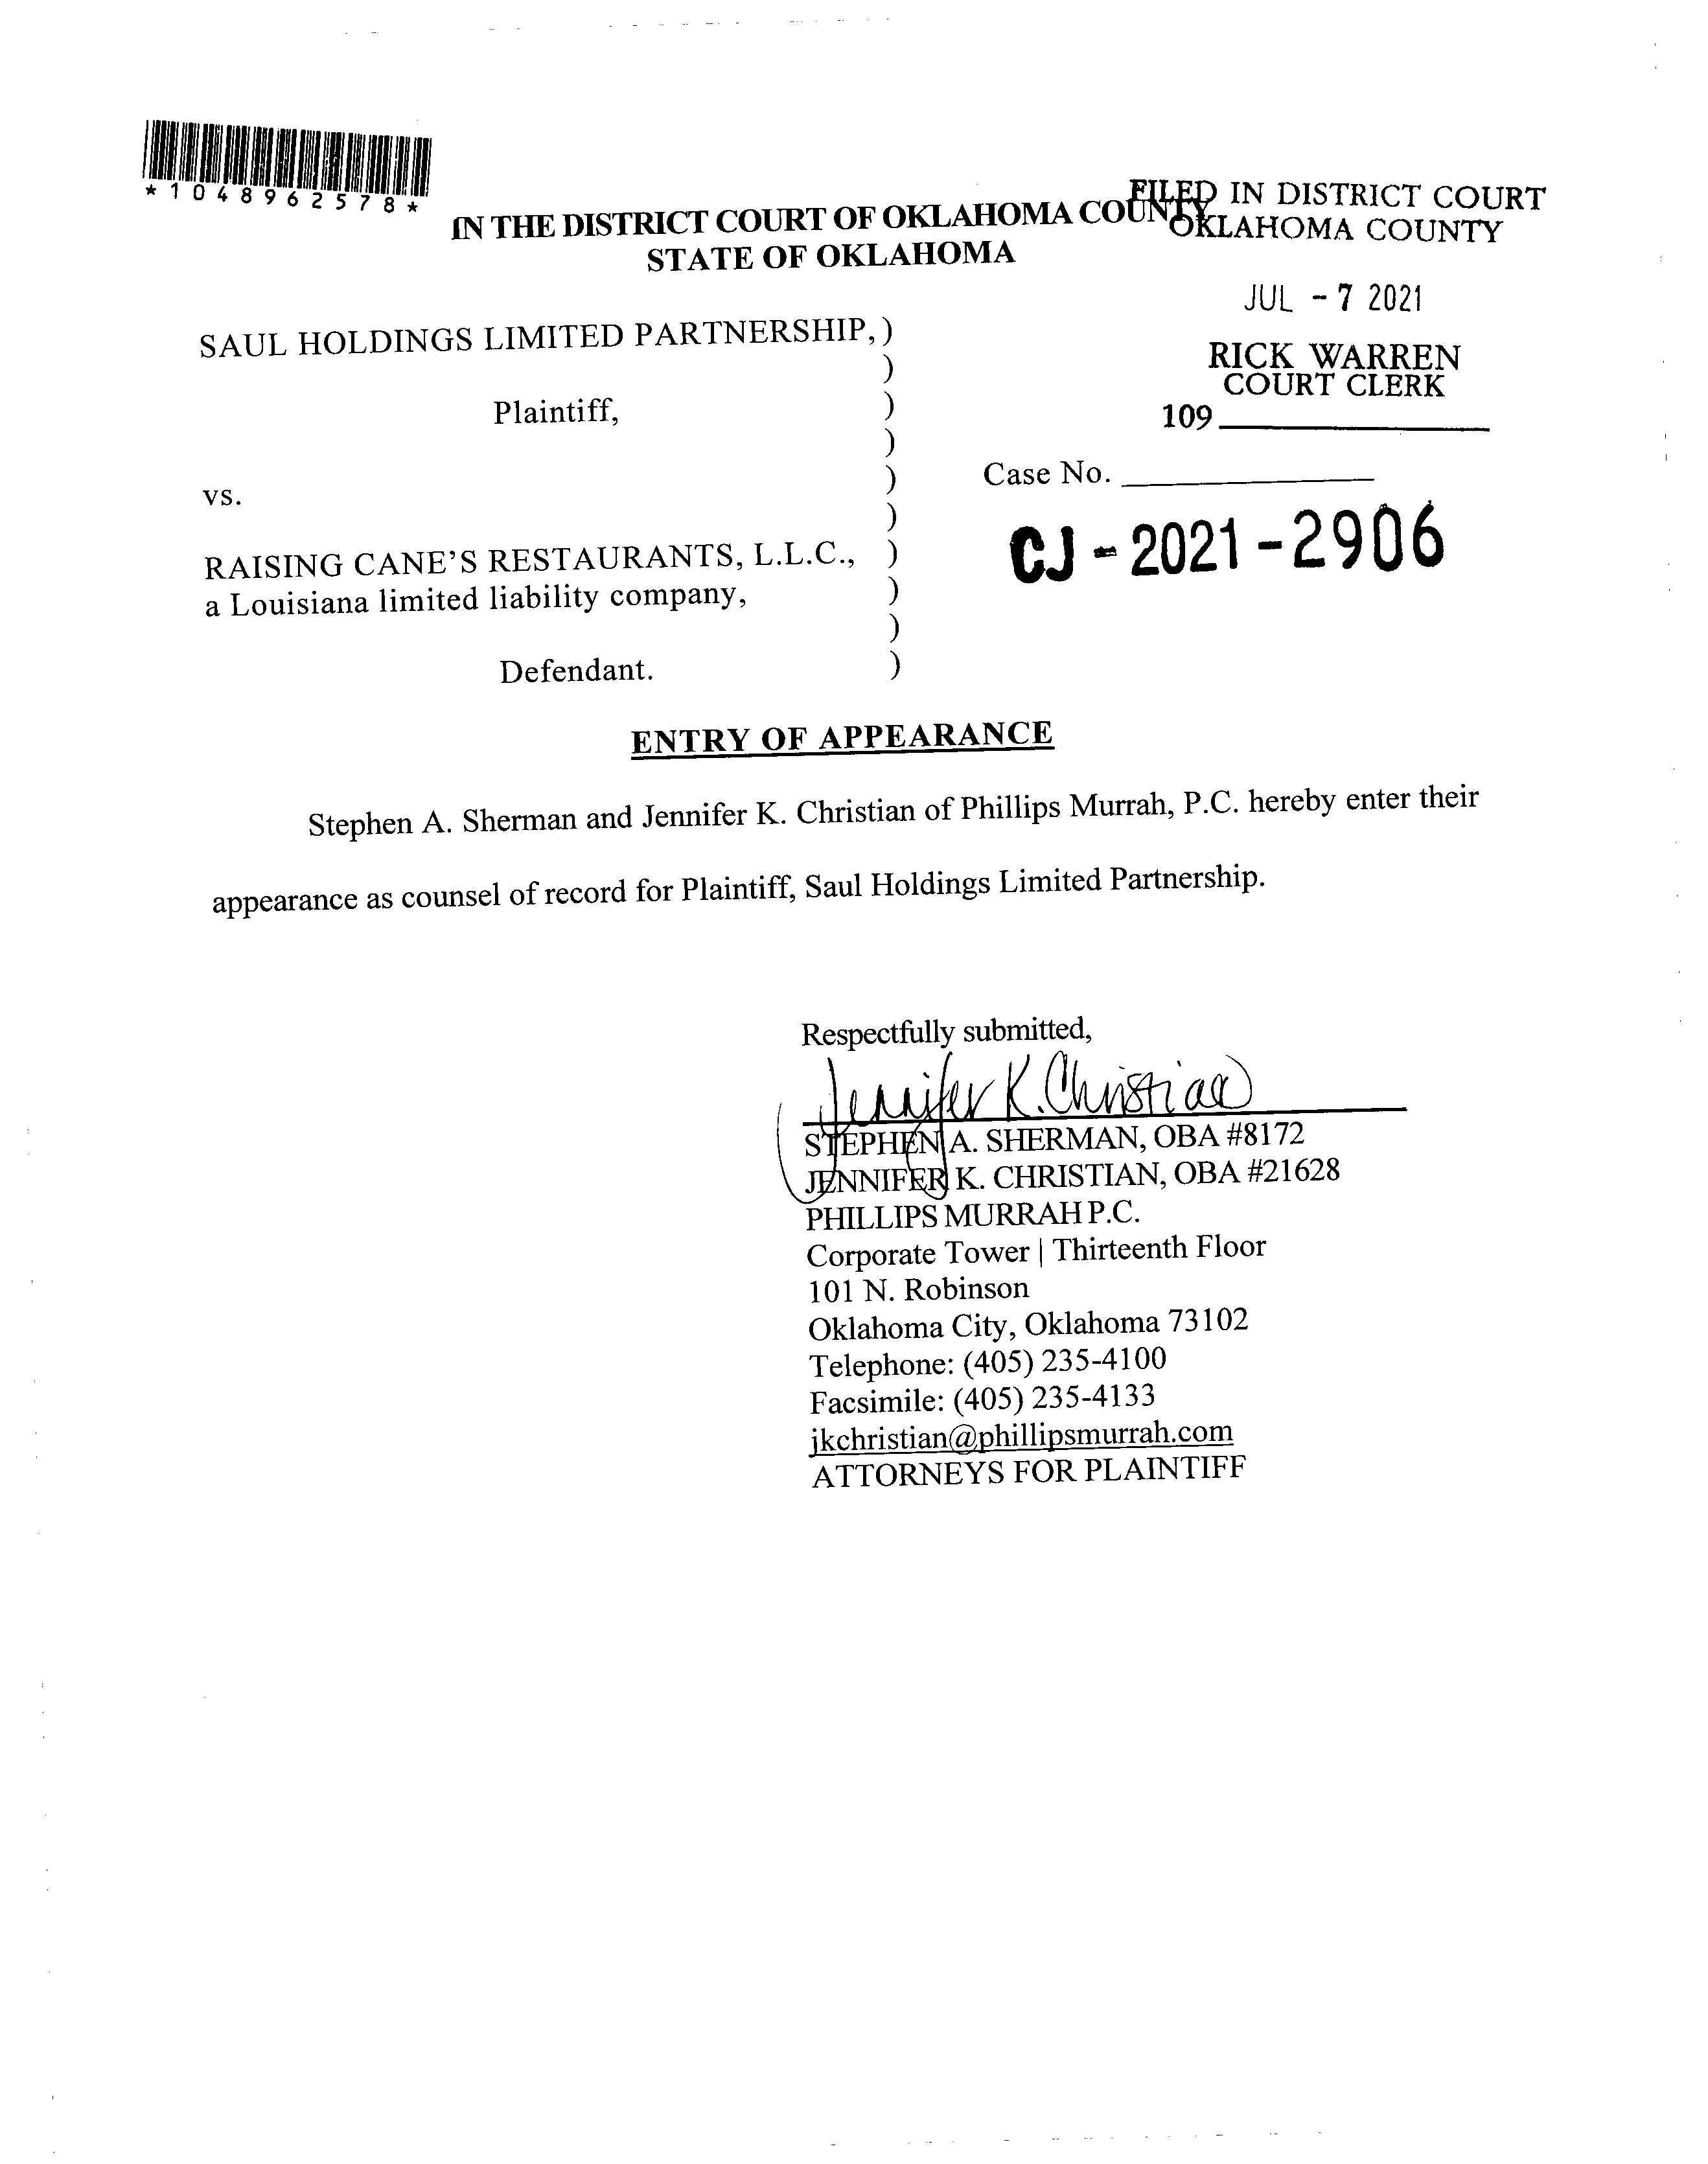 *1048962578*
IN THE DISTRICT COURT OF OKLAHOMA COUNTY
STATE OF OKLAHOMA
FILED IN DISTRICT COURT
OKLAHOMA COUNTY
JUL - 7 2021
RICK WARREN
COURT CLERK
109
SAUL HOLDINGS LIMITED PARTNERSHIP, )
)
Plaintiff, )
)
vs. )
)
RAISING CANE'S RESTAURANTS, L.L.C., )
a Louisiana limited liability company, )
)
Defendant. )
Case No.
CJ - 2021 - 2906
ENTRY OF APPEARANCE
Stephen A. Sherman and Jennifer K. Christian of Phillips Murrah, P.C. hereby enter their
appearance as counsel of record for Plaintiff, Saul Holdings Limited Partnership.
Respectfully submitted,
Jennifer K. Christian
STEPHEN A. SHERMAN, OBA #8172
JENNIFER K. CHRISTIAN, OBA #21628
PHILLIPS MURRAH P.C.
Corporate Tower | Thirteenth Floor
101 N. Robinson
Oklahoma City, Oklahoma 73102
Telephone: (405) 235-4100
Facsimile: (405) 235-4133
jkchristian@phillipsmurrah.com
ATTORNEYS FOR PLAINTIFF